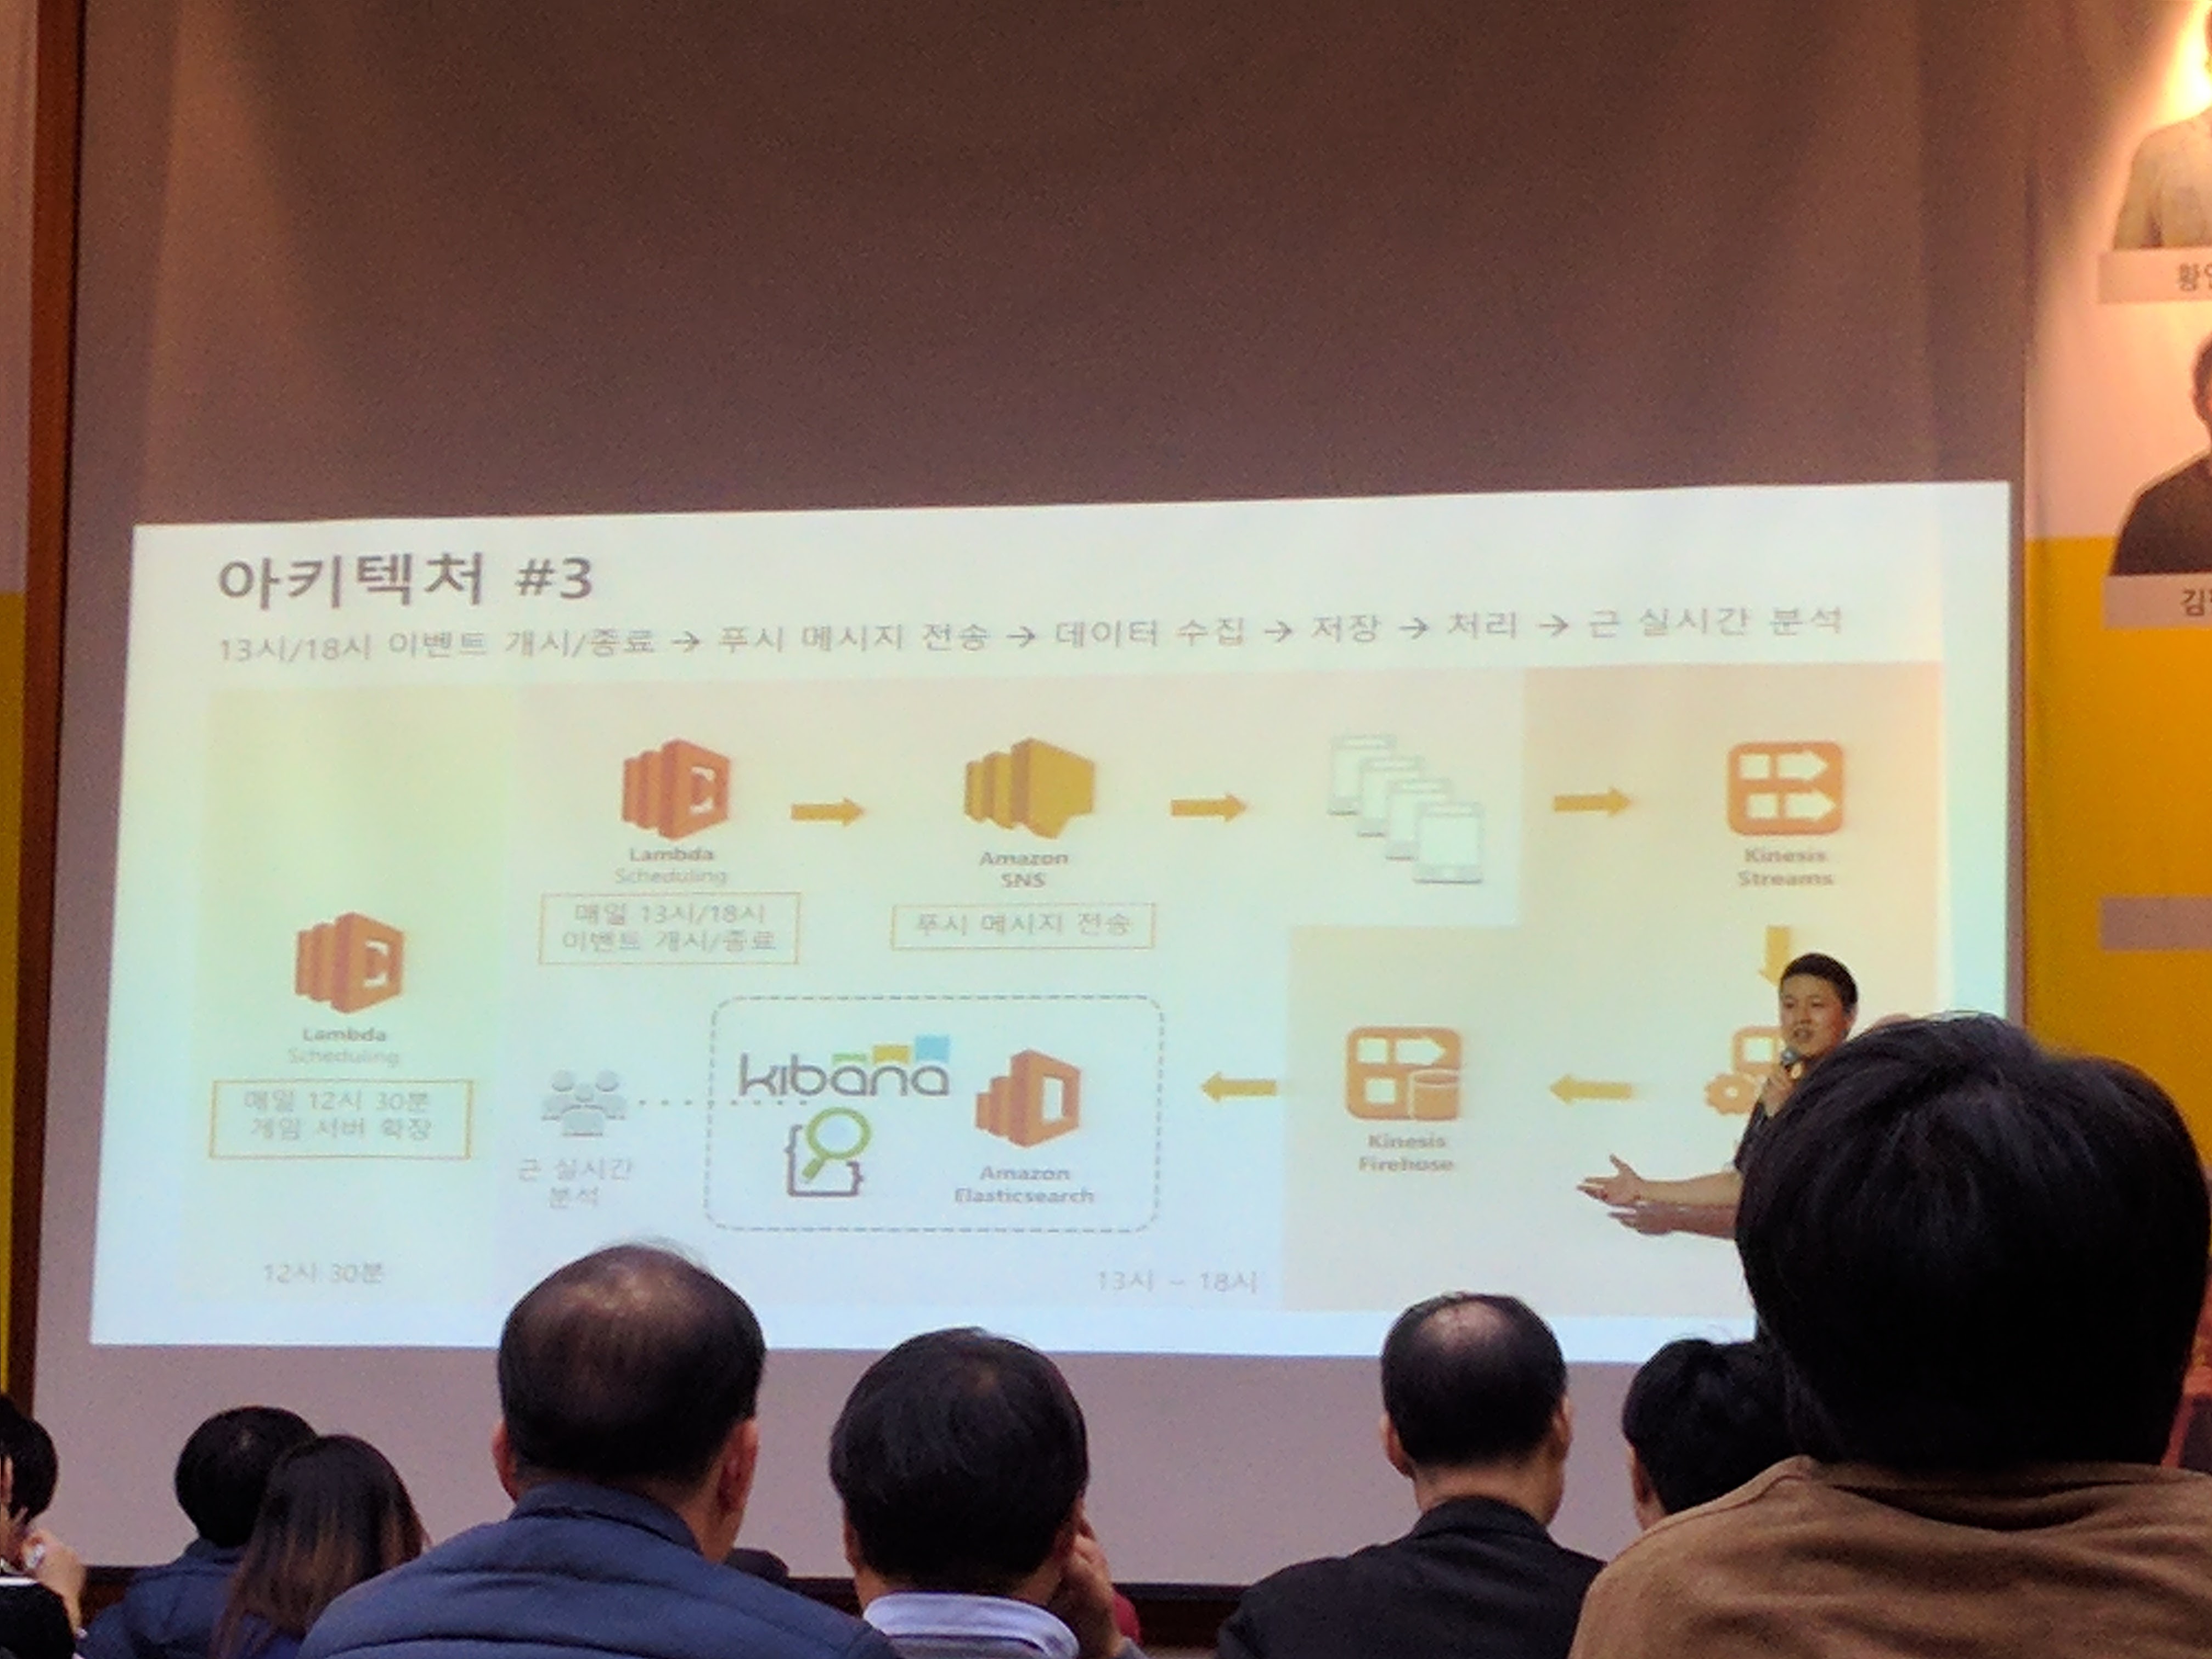 아키텍처 #3
13시/18시 이벤트 개시/종료 → 푸시 메시지 전송 → 데이터 수집 → 저장 → 처리 → 근 실시간 분석
Lambda
Scheduling
매일 13시/18시
이벤트 개시/종료
Amazon
SNS
푸시 메시지 전송
Kinesis
Streams
Lambda
Scheduling
매일 12시 30분
게임 서버 확장
근 실시간
분석
kibana
Amazon
Elasticsearch
Kinesis
Firehose
12시 30분
13시 ~ 18시